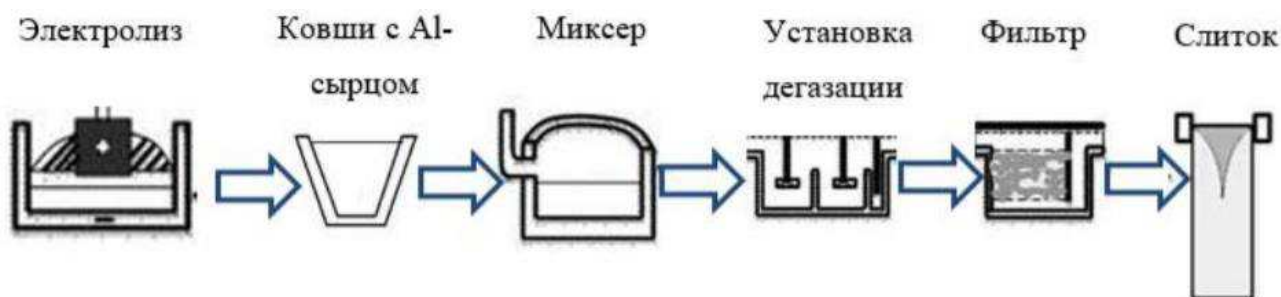 Электролиз
Ковши с Al-
сырцом
Миксер
Установка
дегазации
Фильтр
Слиток